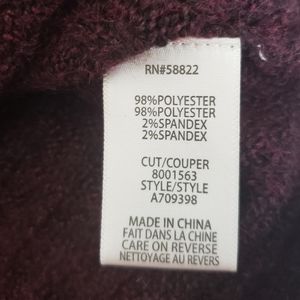 RN#58822
98%POLYESTER
98%POLYESTER
2%SPANDEX
2%SPANDEX
CUT/COUPER
8001563
STYLE/STYLE
A709398
MADE IN CHINA
FAIT DANS LA CHINE
CARE ON REVERSE
NETTOYAGE AU REVERS